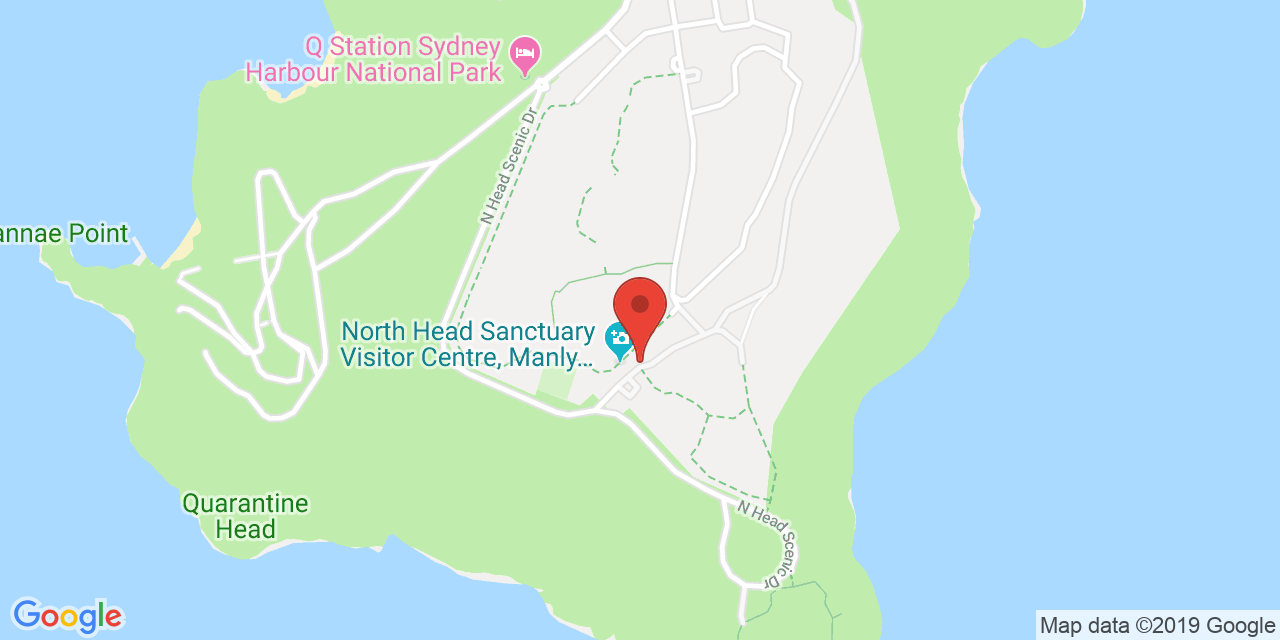 Q Station Sydney
Harbour National Park
N Head Scenic Dr
annae Point
North Head Sanctuary
Visitor Centre, Manly...
Quarantine
Head
N Head Scenic Dr
Google
Map data ©2019 Google